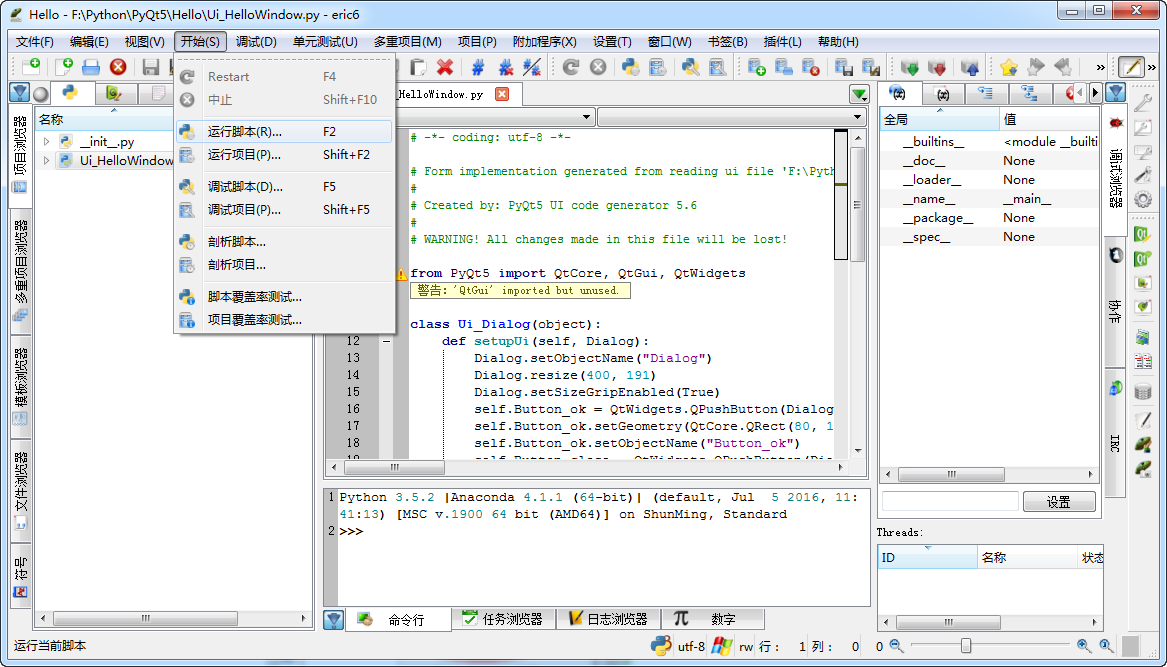 Hello - F:\Python\PyQt5\Hello\Ui_HelloWindow.py - eric6
文件(F) 编辑(E) 视图(V) 开始(S) 调试(D) 单元测试(U) 多重项目(M) 项目(P) 附加程序(X) 设置(T) 窗口(W) 书签(B) 插件(L) 帮助(H)
Restart F4
中止 Shift+F10
运行脚本(R)... F2
运行项目(P)... Shift+F2
调试脚本(D)... F5
调试项目(P)... Shift+F5
剖析脚本...
剖析项目...
脚本覆盖率测试...
项目覆盖率测试...
项目浏览器
多重项目浏览器
模板浏览器
文件浏览器
符号
名称
__init__.py
Ui_HelloWindow
_HelloWindow.py
# -*- coding: utf-8 -*-
# Form implementation generated from reading ui file 'F:\Pyth
#
# Created by: PyQt5 UI code generator 5.6
#
# WARNING! All changes made in this file will be lost!
from PyQt5 import QtCore, QtGui, QtWidgets
警告: 'QtGui' imported but unused.
class Ui_Dialog(object):
12 def setupUi(self, Dialog):
13 Dialog.setObjectName("Dialog")
14 Dialog.resize(400, 191)
15 Dialog.setSizeGripEnabled(True)
16 self.Button_ok = QtWidgets.QPushButton(Dialog
17 self.Button_ok.setGeometry(QtCore.QRect(80, 1
18 self.Button_ok.setObjectName("Button_ok")
1 Python 3.5.2 |Anaconda 4.1.1 (64-bit)| (default, Jul 5 2016, 11:
41:13) [MSC v.1900 64 bit (AMD64)] on ShunMing, Standard
2 >>>
命令行 任务浏览器 日志浏览器 数字
全局 值
__builtins__ <module __builti
__doc__ None
__loader__ None
__name__ __main__
__package__ None
__spec__ None
设置
Threads:
ID 名称 状态
调试浏览器
协作
IRC
运行当前脚本
utf-8 rw 行: 1 列: 0 0